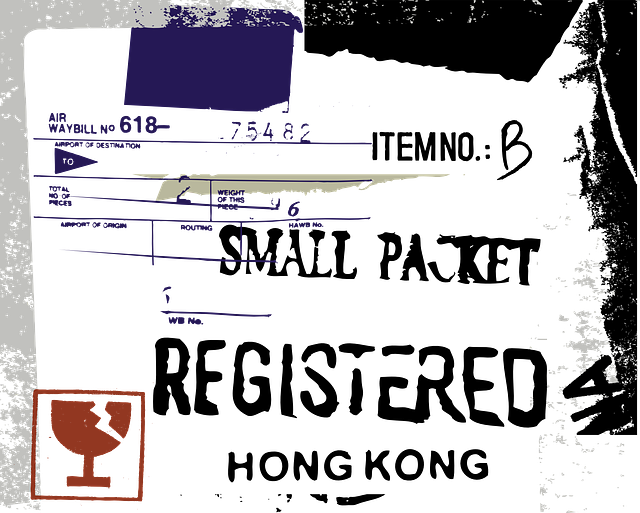 AIR
WAYBILL Nº 618– 75482
ITEMNO.: B
AIRPORT OF DESTINATION
TO
TOTAL
NO. OF
PIECES
2
WEIGHT
OF THIS
PIECE
6
AIRPORT OF ORIGIN
ROUTING
HAWB No.
SMALL PACKET
WB No.
REGISTERED
HONG KONG